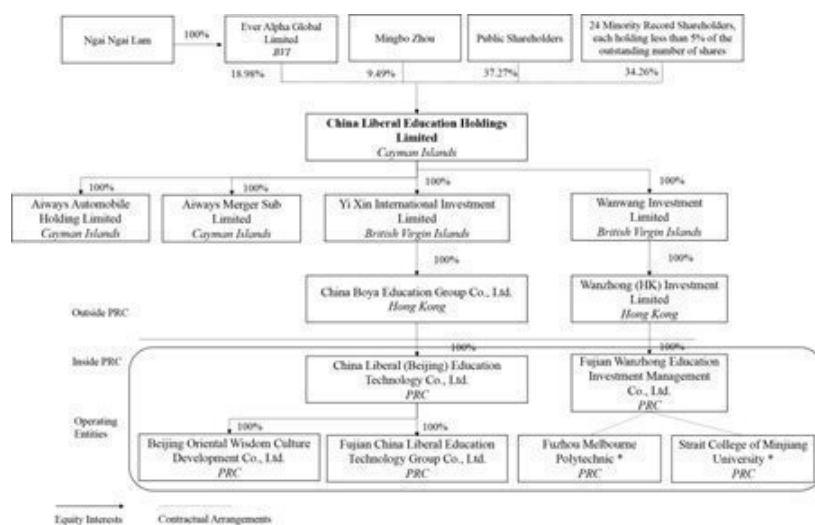 Ngai Ngai Lam
100%
Ever Alpha Global
Limited
BVI
Mingbo Zhou
Public Shareholders
24 Minority Record Shareholders,
each holding less than 5% of the
outstanding number of shares
18.98%
9.49%
37.27%
34.26%
China Liberal Education Holdings
Limited
Cayman Islands
100%
100%
100%
100%
Aiways Automobile
Holding Limited
Cayman Islands
Aiways Merger Sub
Limited
Cayman Islands
Yi Xin International Investment
Limited
British Virgin Islands
Wanwang Investment
Limited
British Virgin Islands
100%
100%
China Boya Education Group Co., Ltd.
Hong Kong
Wanzhong (HK) Investment
Limited
Hong Kong
Outside PRC
Inside PRC
100%
100%
China Liberal (Beijing) Education
Technology Co., Ltd.
PRC
Fujian Wanzhong Education
Investment Management
Co., Ltd.
PRC
Operating
Entities
100%
100%
Beijing Oriental Wisdom Culture
Development Co., Ltd.
PRC
Fujian China Liberal Education
Technology Group Co., Ltd.
PRC
Fuzhou Melbourne
Polytechnic *
PRC
Strait College of Minjiang
University *
PRC
Equity Interests
Contractual Arrangements